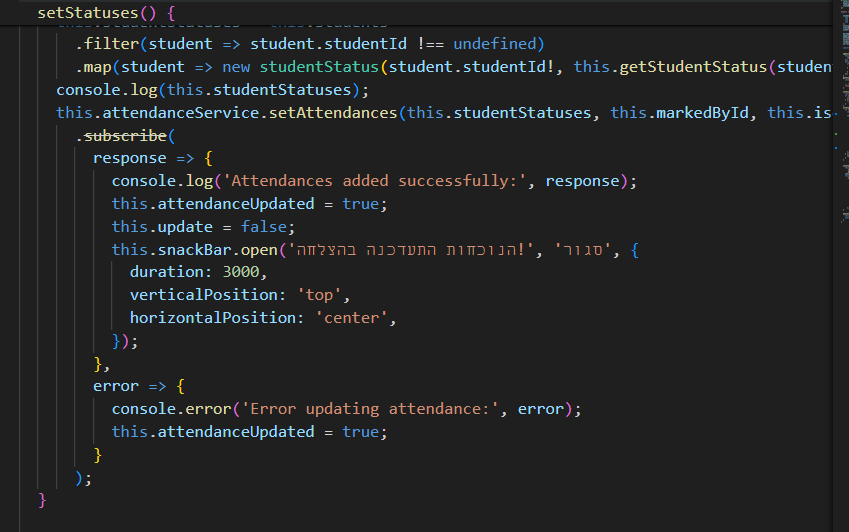 setStatuses() {
.filter(student => student.studentId !== undefined)
.map(student => new studentStatus(student.studentId!, this.getStudentStatus(studen
console.log(this.studentStatuses);
this.attendanceService.setAttendances(this.studentStatuses, this.markedById, this.is
.subscribe(
response => {
console.log('Attendances added successfully:', response);
this.attendanceUpdated = true;
this.update = false;
this.snackBar.open('הנוכחות התעדכנה בהצלחה!', 'סגור', {
duration: 3000,
verticalPosition: 'top',
horizontalPosition: 'center',
});
},
error => {
console.error('Error updating attendance:', error);
this.attendanceUpdated = true;
}
);
}